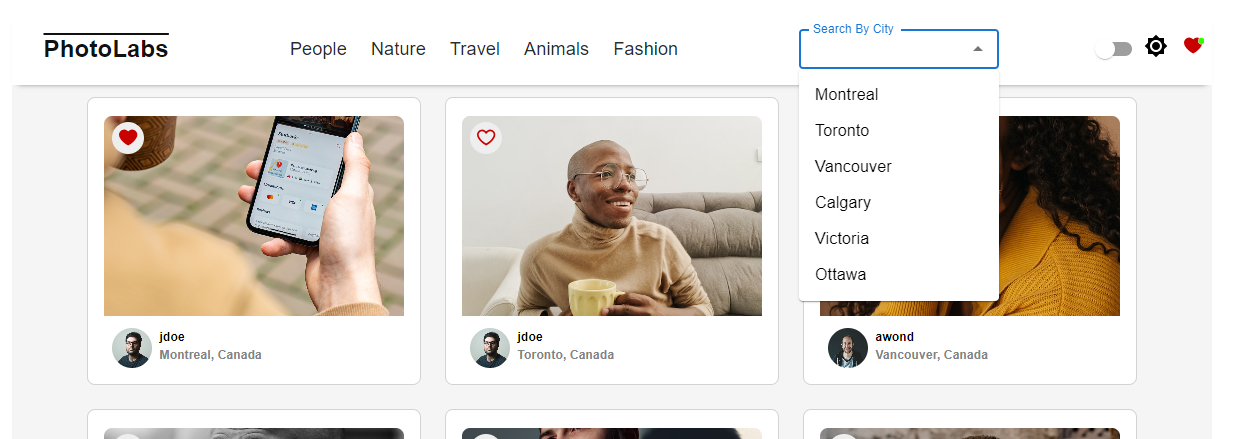 PhotoLabs
People Nature Travel Animals Fashion
Search By City
Montreal
Toronto
Vancouver
Calgary
Victoria
Ottawa
jdoe
Montreal, Canada
jdoe
Toronto, Canada
awond
Vancouver, Canada